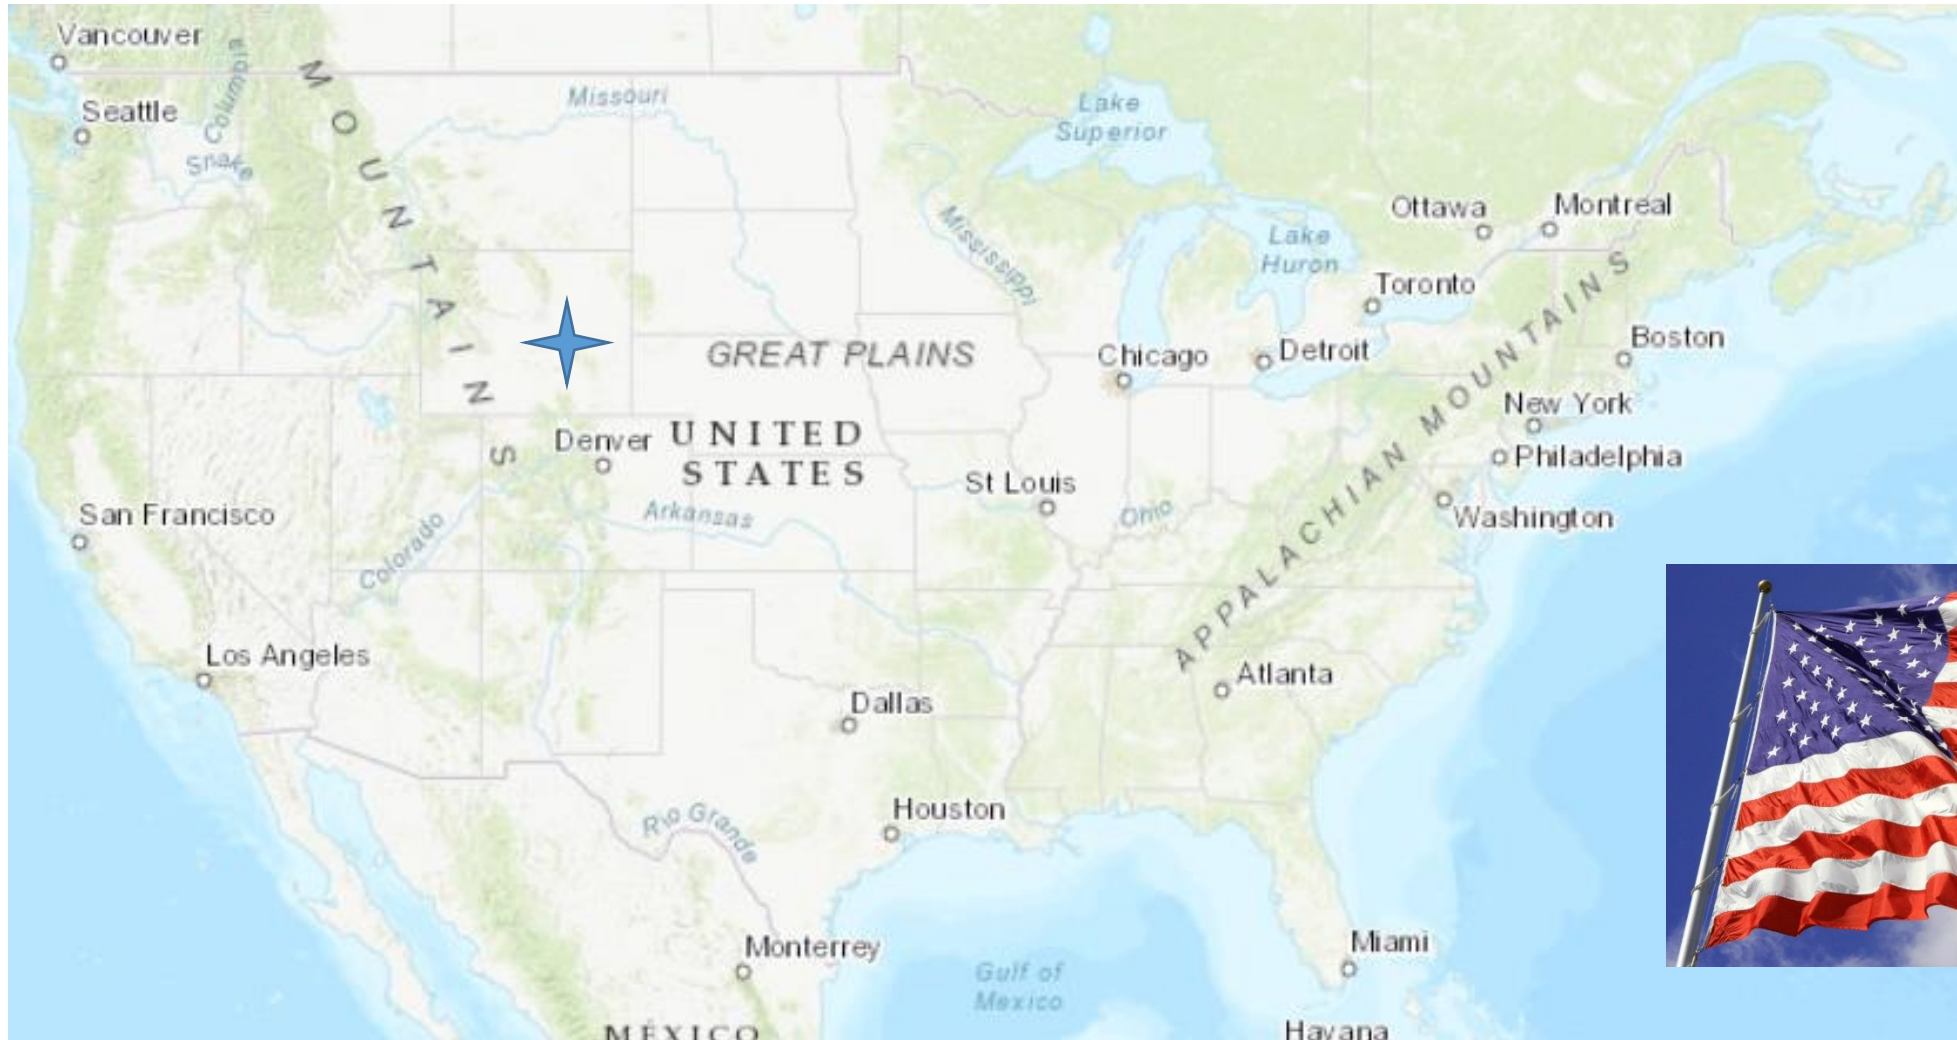 Vancouver
Seattle
Columbia
Snake
MOUNTAINS
Missouri
Lake
Superior
Mississippi
Lake
Huron
Ottawa
Montreal
Toronto
Boston
GREAT PLAINS
Chicago
Detroit
New York
Philadelphia
Washington
APPALACHIAN MOUNTAINS
Denver
UNITED
STATES
St Louis
Ohio
Arkansas
Colorado
San Francisco
Los Angeles
Dallas
Atlanta
Houston
Rio Grande
Monterrey
Gulf of
Mexico
Miami
MÉXICO
Havana